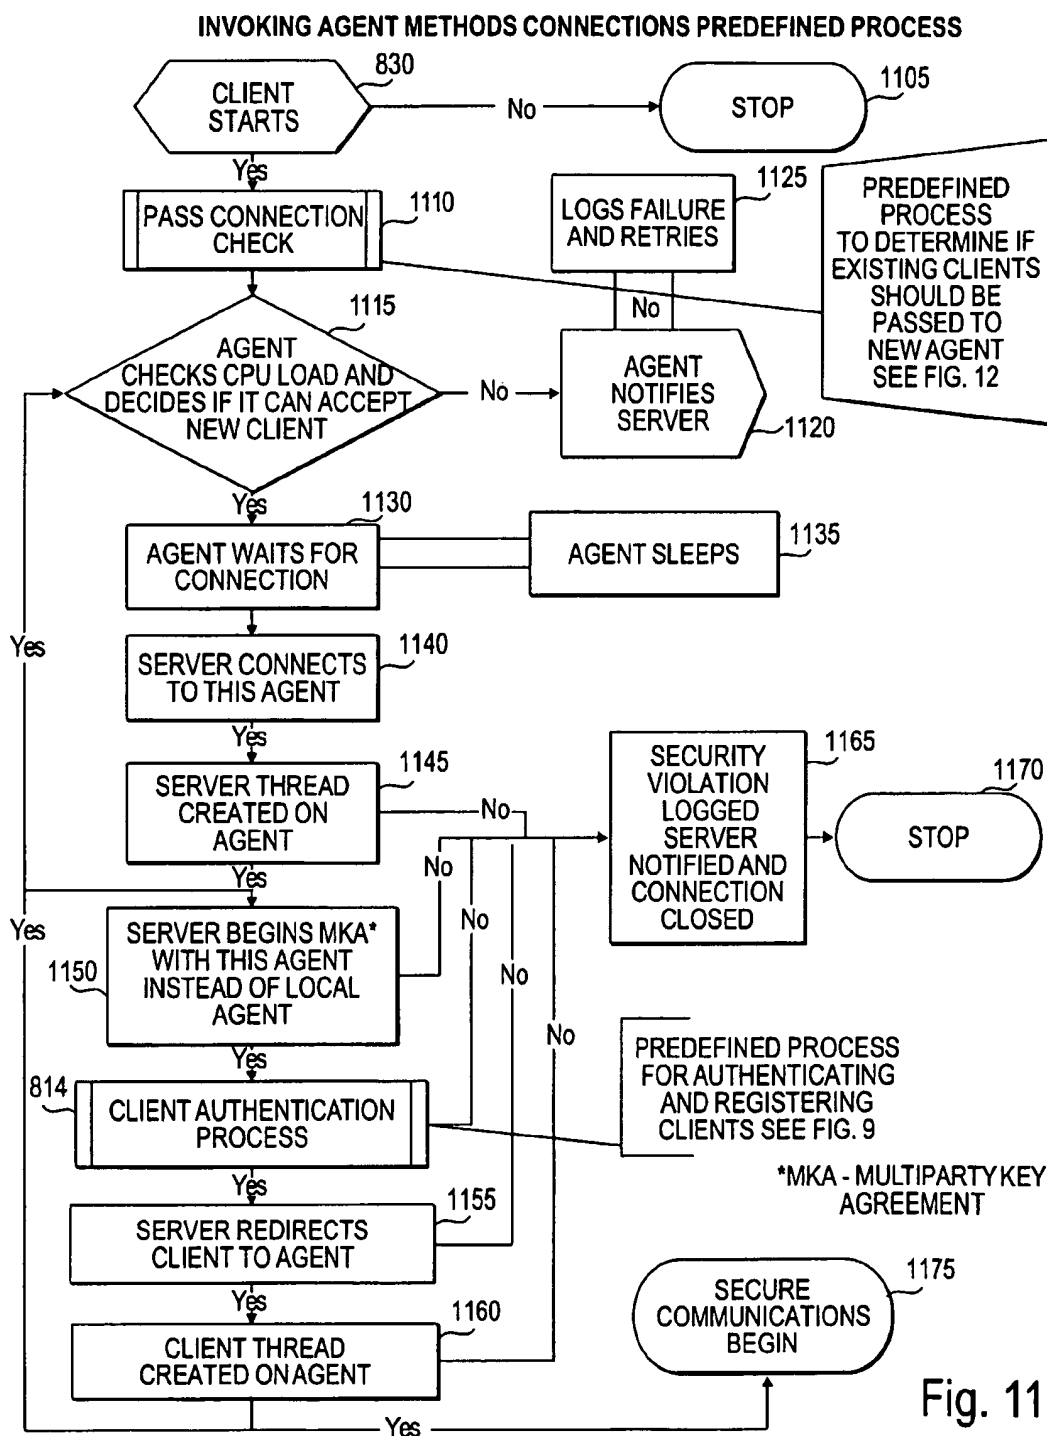 INVOKING AGENT METHODS CONNECTIONS PREDEFINED PROCESS
830
CLIENT
STARTS
No
STOP
1105
Yes
PASS CONNECTION
CHECK
1110
LOGS FAILURE
AND RETRIES
1125
PREDEFINED
PROCESS
TO DETERMINE IF
EXISTING CLIENTS
SHOULD BE
PASSED TO
NEW AGENT
SEE FIG. 12
No
1115
AGENT
CHECKS CPU LOAD AND
DECIDES IF IT CAN ACCEPT
NEW CLIENT
No
AGENT
NOTIFIES
SERVER
1120
Yes
1130
AGENT WAITS FOR
CONNECTION
AGENT SLEEPS
1135
Yes
SERVER CONNECTS
TO THIS AGENT
1140
Yes
SERVER THREAD
CREATED ON
AGENT
1145
No
SECURITY
VIOLATION
LOGGED
SERVER
NOTIFIED AND
CONNECTION
CLOSED
1165
STOP
1170
Yes
No
No
No
No
Yes
1150
SERVER BEGINS MKA*
WITH THIS AGENT
INSTEAD OF LOCAL
AGENT
Yes
814
CLIENT AUTHENTICATION
PROCESS
PREDEFINED PROCESS
FOR AUTHENTICATING
AND REGISTERING
CLIENTS SEE FIG. 9
*MKA - MULTIPARTY KEY
AGREEMENT
Yes
SERVER REDIRECTS
CLIENT TO AGENT
1155
Yes
CLIENT THREAD
CREATED ON AGENT
1160
SECURE
COMMUNICATIONS
BEGIN
1175
Yes
Fig. 11